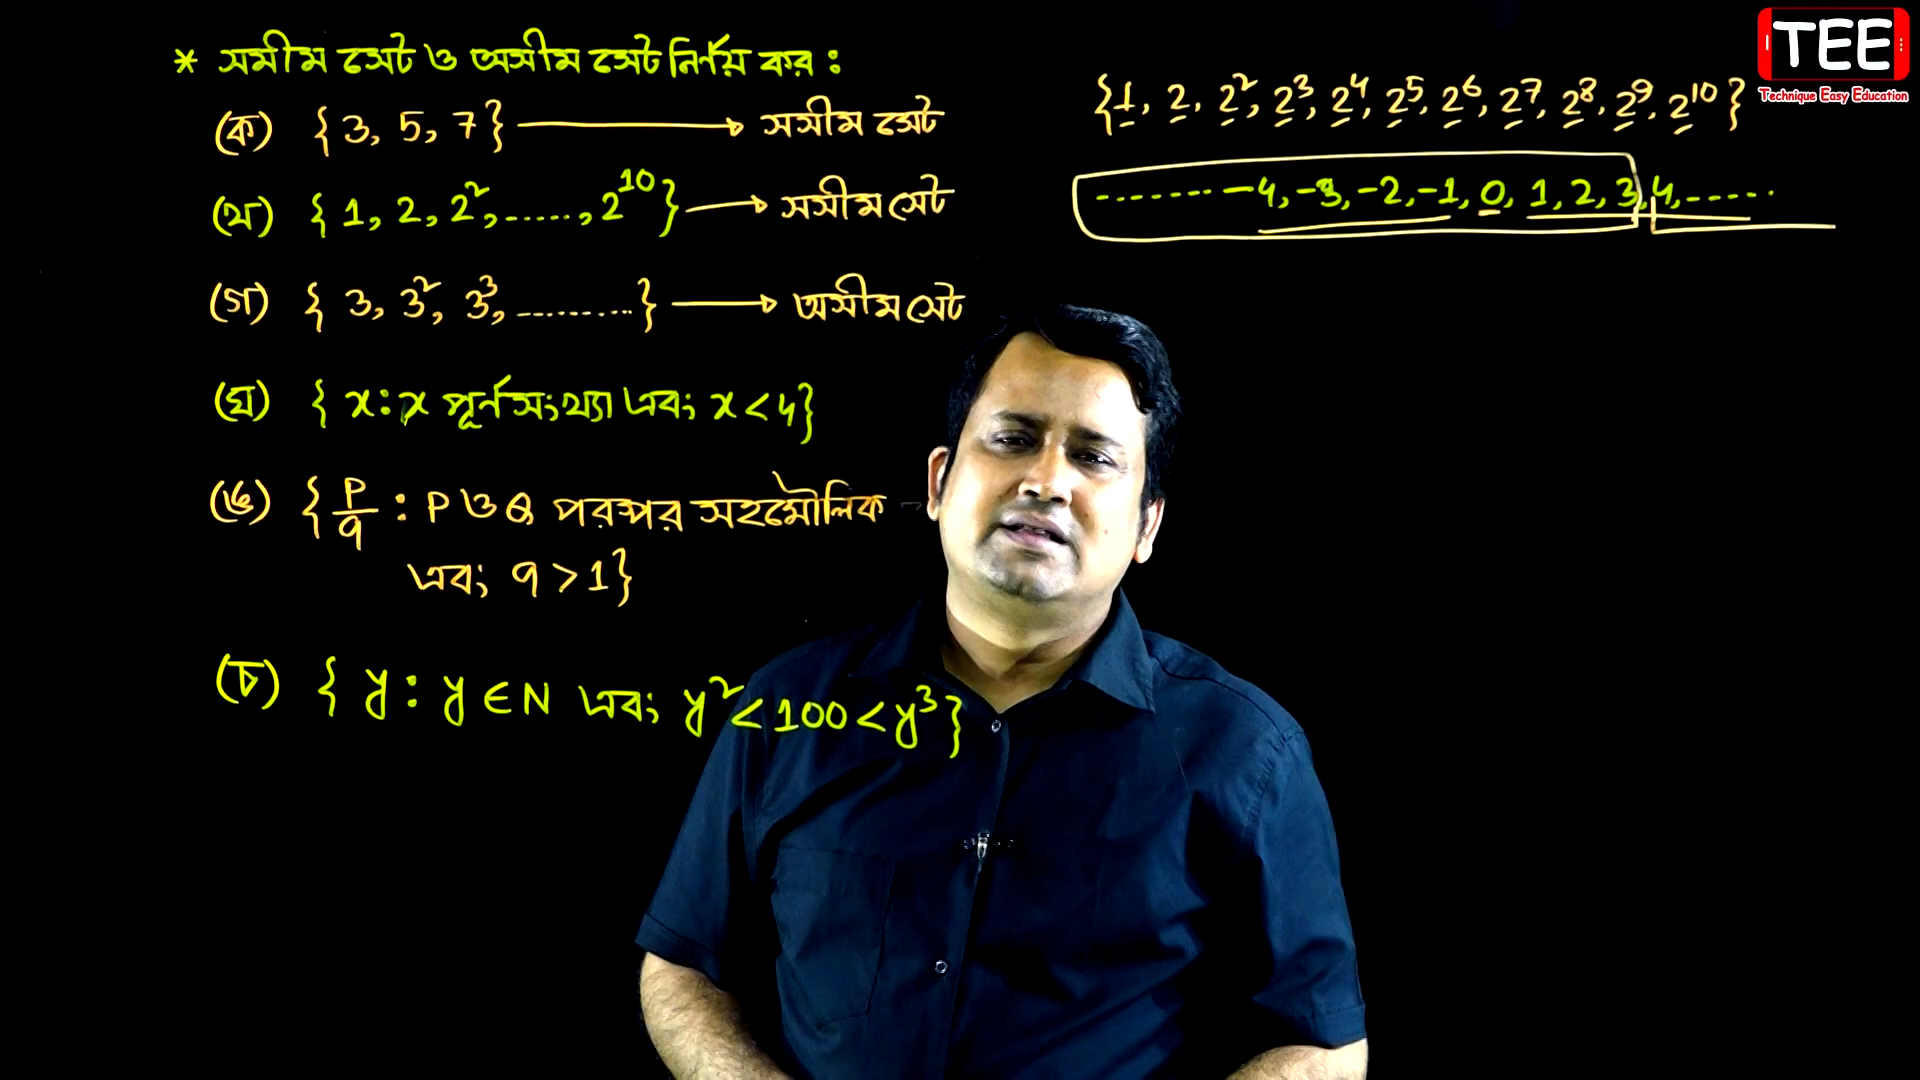 * সসীম সেট ও অসীম সেট নির্ণয় কর :
(ক) {3, 5, 7} → সসীম সেট
(খ) {1, 2, 2², ....., 2¹⁰} → সসীম সেট
(গ) {3, 3², 3³, ..........} → অসীম সেট
(ঘ) {x : x পূর্নসংখ্যা এবং x < 4}
(ঙ) {p/q : P ও Q পরস্পর সহমৌলিক
এবং q > 1}
(চ) {y : y ∈ N এবং y² < 100 < y³}
{1, 2, 2², 2³, 2⁴, 2⁵, 2⁶, 2⁷, 2⁸, 2⁹, 2¹⁰}
........ -4, -3, -2, -1, 0, 1, 2, 3, 4, ......
TEE
Technique Easy Education